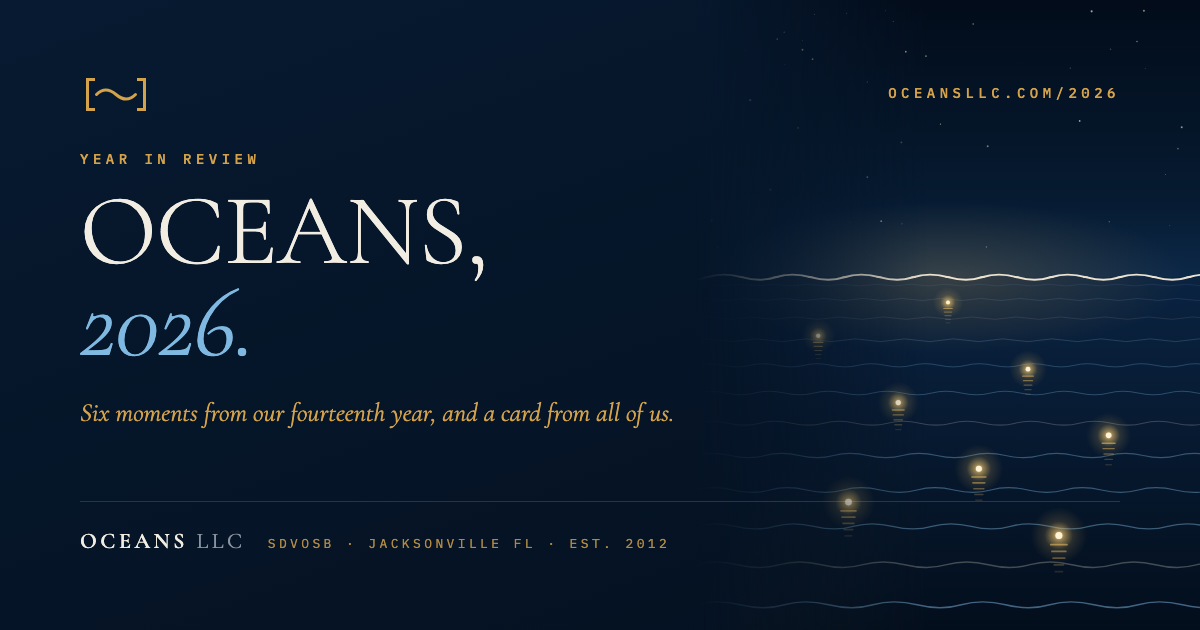 [~]
OCEANSLLC.COM/2026
YEAR IN REVIEW
OCEANS,
2026.
Six moments from our fourteenth year, and a card from all of us.
OCEANS LLC SDVOSB · JACKSONVILLE FL · EST. 2012